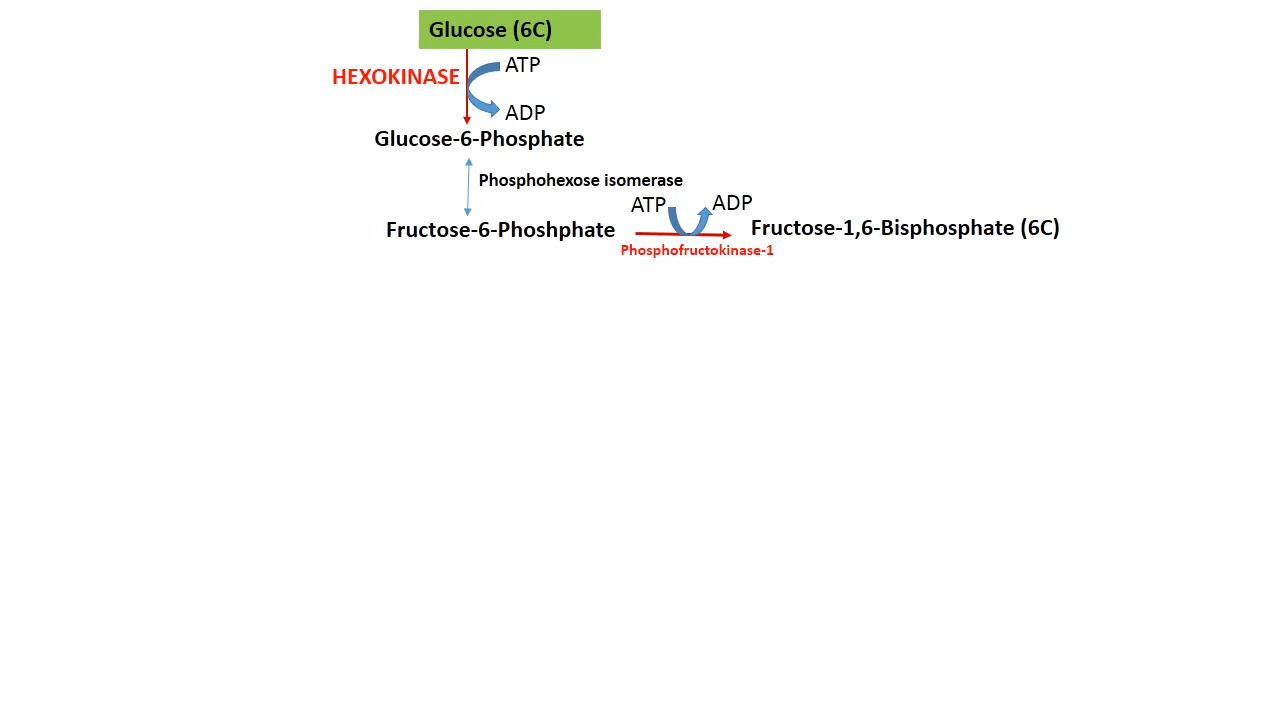 Glucose (6C)
ATP
HEXOKINASE
ADP
Glucose-6-Phosphate
Phosphohexose isomerase
ATP
ADP
Fructose-6-Phoshphate
Fructose-1,6-Bisphosphate (6C)
Phosphofructokinase-1